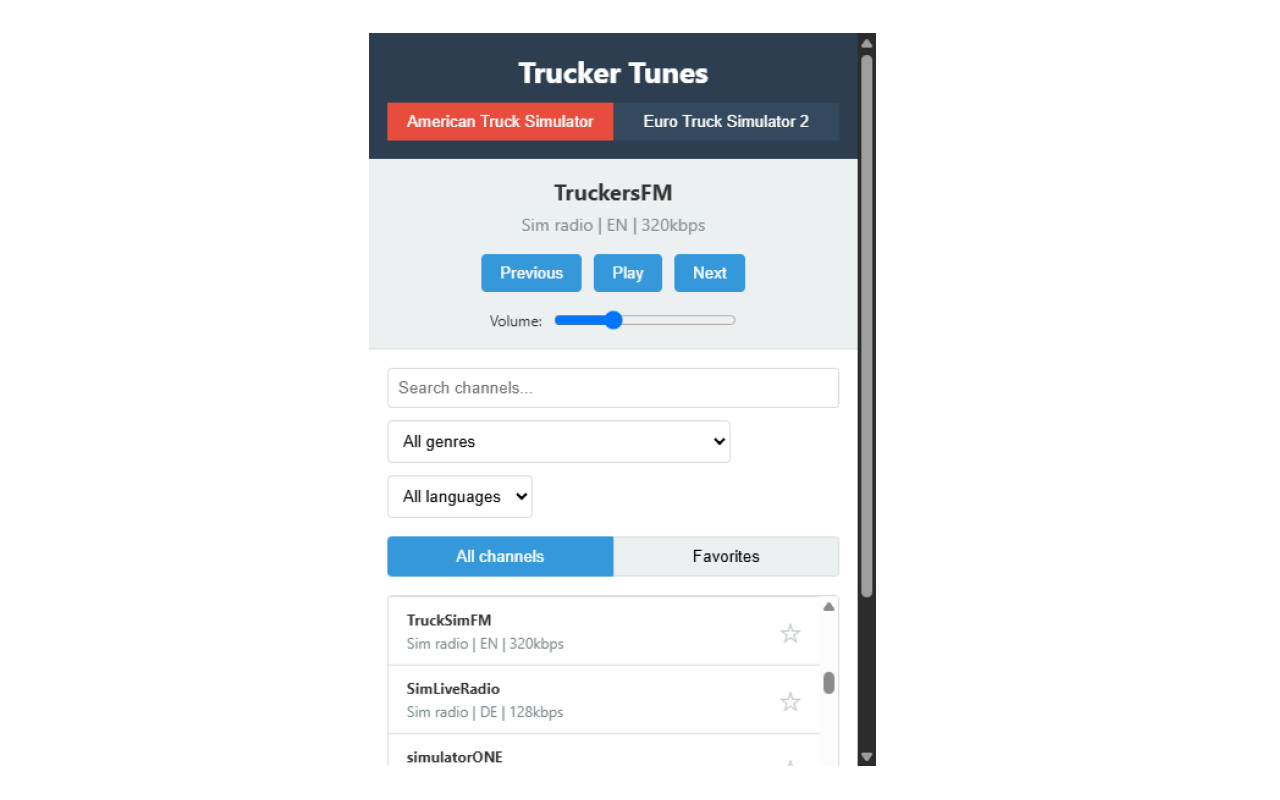 Trucker Tunes
American Truck Simulator Euro Truck Simulator 2
TruckersFM
Sim radio | EN | 320kbps
Previous Play Next
Volume:
Search channels...
All genres
All languages
All channels Favorites
TruckSimFM
Sim radio | EN | 320kbps
SimLiveRadio
Sim radio | DE | 128kbps
simulatorONE